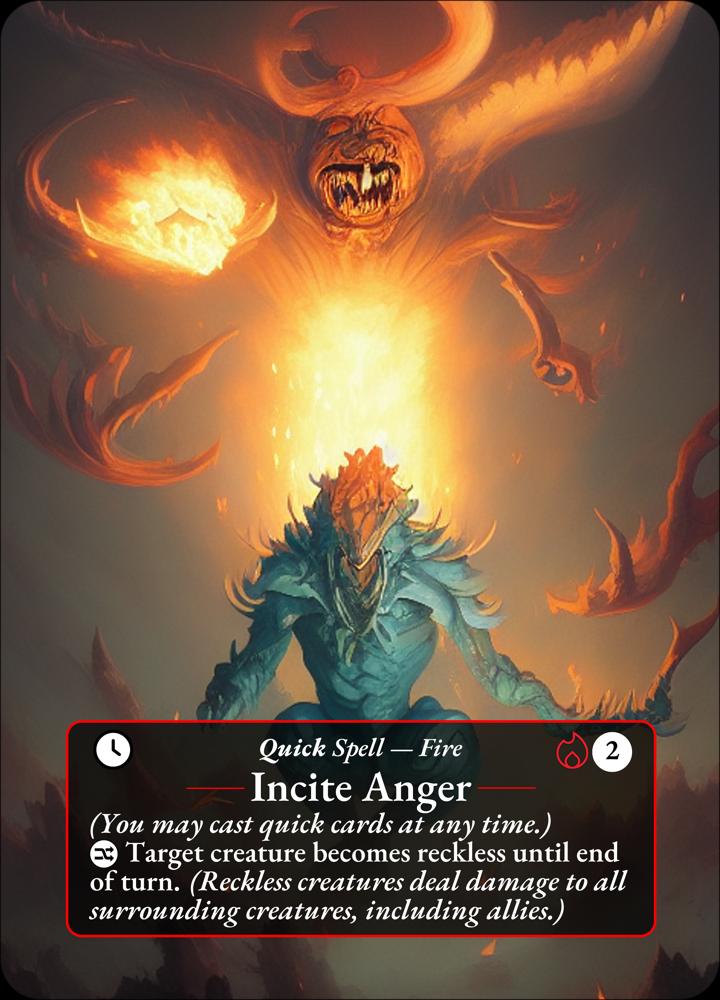 Quick Spell — Fire
2
Incite Anger
(You may cast quick cards at any time.)
Target creature becomes reckless until end
of turn. (Reckless creatures deal damage to all
surrounding creatures, including allies.)